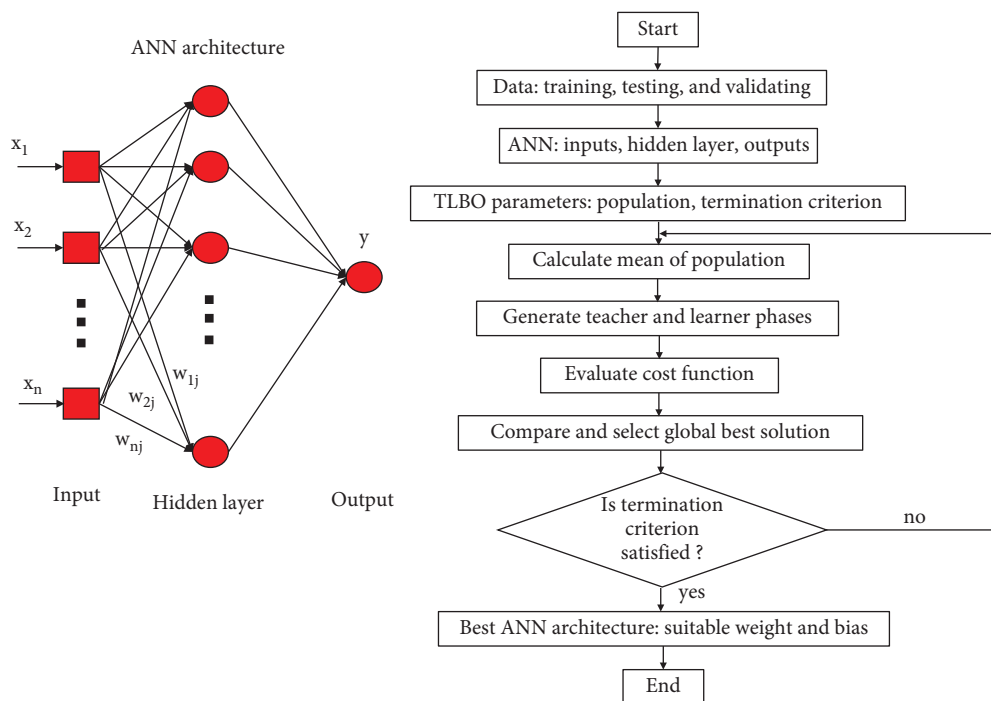 ANN architecture
x1
x2
xn
w1j
w2j
wnj
y
Input
Hidden layer
Output
Start
Data: training, testing, and validating
ANN: inputs, hidden layer, outputs
TLBO parameters: population, termination criterion
Calculate mean of population
Generate teacher and learner phases
Evaluate cost function
Compare and select global best solution
Is termination
criterion
satisfied ?
no
yes
Best ANN architecture: suitable weight and bias
End